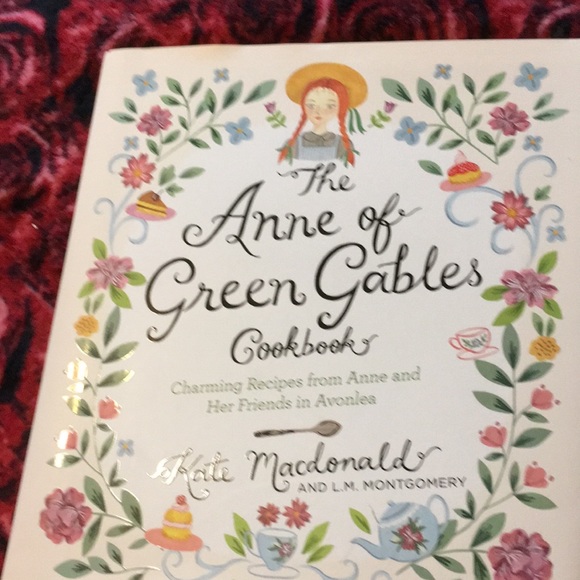 The
Anne of
Green Gables
Cookbook
Charming Recipes from Anne and
Her Friends in Avonlea
Kate Macdonald
AND L.M. MONTGOMERY